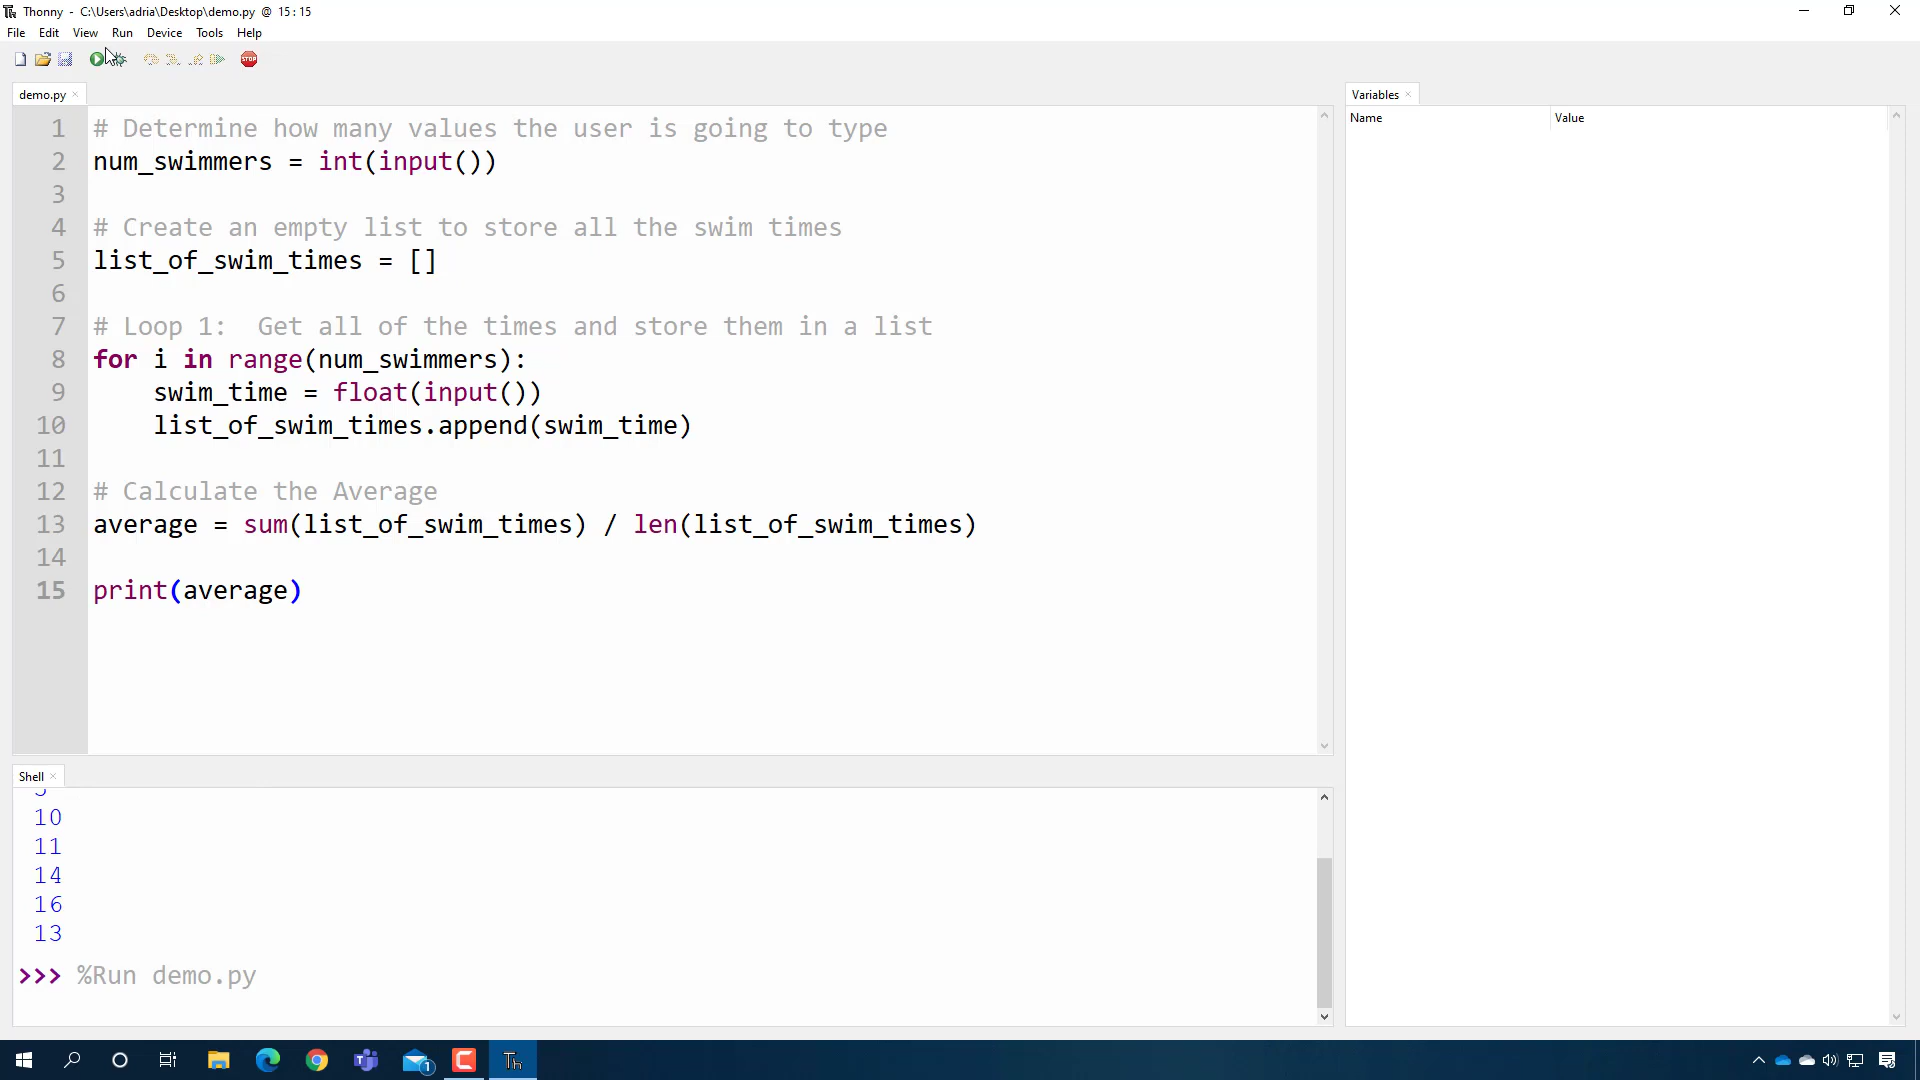 Thonny - C:\Users\adria\Desktop\demo.py @ 15 : 15
File Edit View Run Device Tools Help
STOP
demo.py
1 # Determine how many values the user is going to type
2 num_swimmers = int(input())
3
4 # Create an empty list to store all the swim times
5 list_of_swim_times = []
6
7 # Loop 1:  Get all of the times and store them in a list
8 for i in range(num_swimmers):
9     swim_time = float(input())
10     list_of_swim_times.append(swim_time)
11
12 # Calculate the Average
13 average = sum(list_of_swim_times) / len(list_of_swim_times)
14
15 print(average)
Variables
Name Value
Shell
10
11
14
16
13
>>> %Run demo.py
1
Th